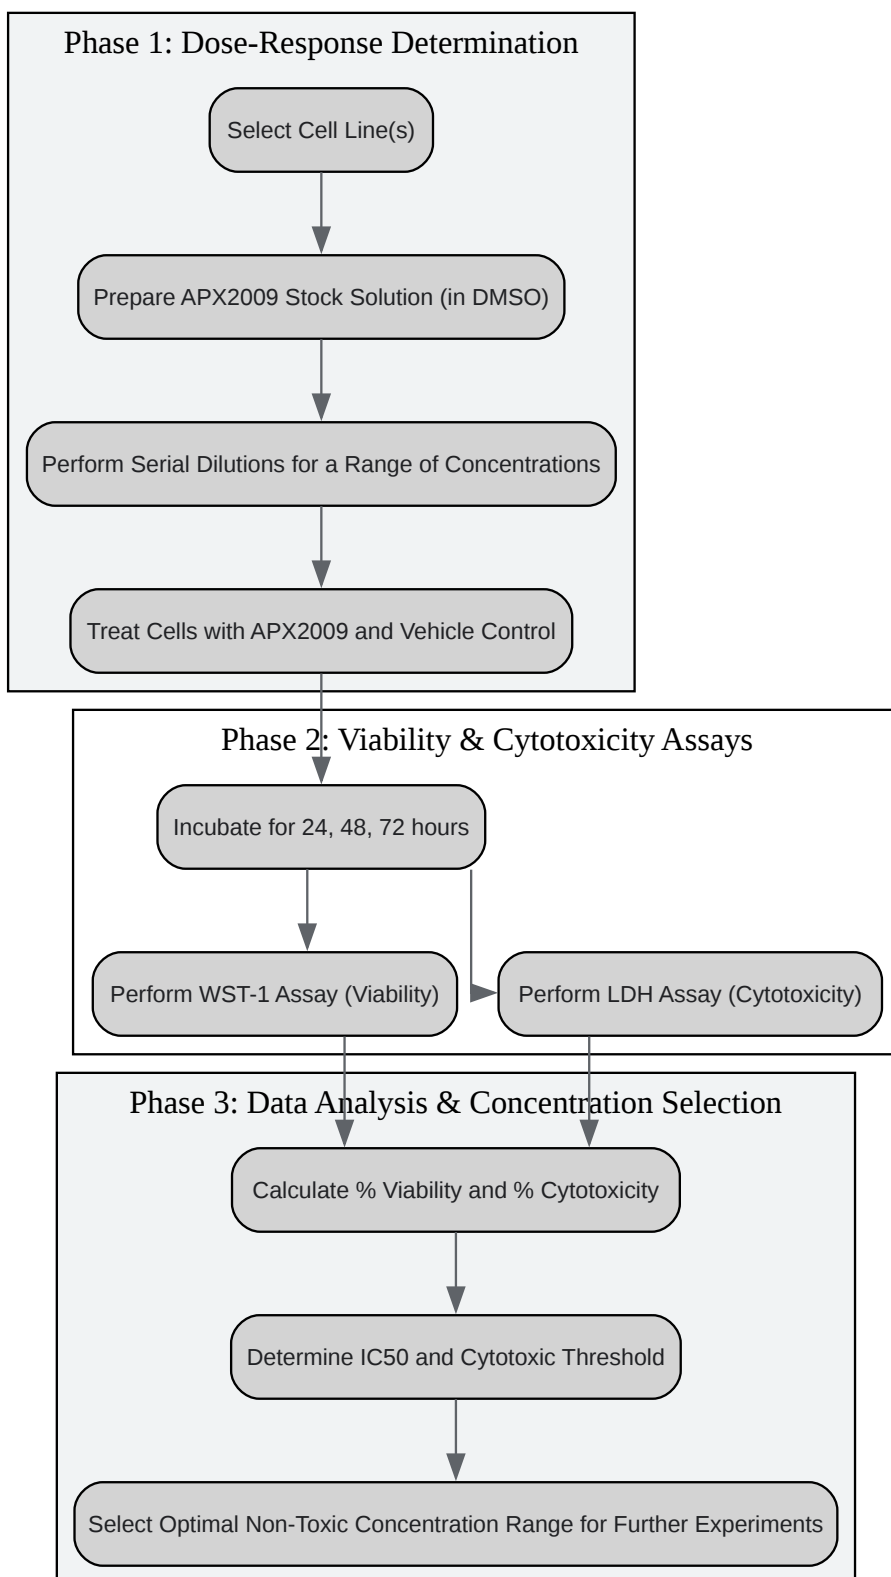 Phase 1: Dose-Response Determination
Select Cell Line(s)
Prepare APX2009 Stock Solution (in DMSO)
Perform Serial Dilutions for a Range of Concentrations
Treat Cells with APX2009 and Vehicle Control
Phase 2: Viability & Cytotoxicity Assays
Incubate for 24, 48, 72 hours
Perform WST-1 Assay (Viability)
Perform LDH Assay (Cytotoxicity)
Phase 3: Data Analysis & Concentration Selection
Calculate % Viability and % Cytotoxicity
Determine IC50 and Cytotoxic Threshold
Select Optimal Non-Toxic Concentration Range for Further Experiments